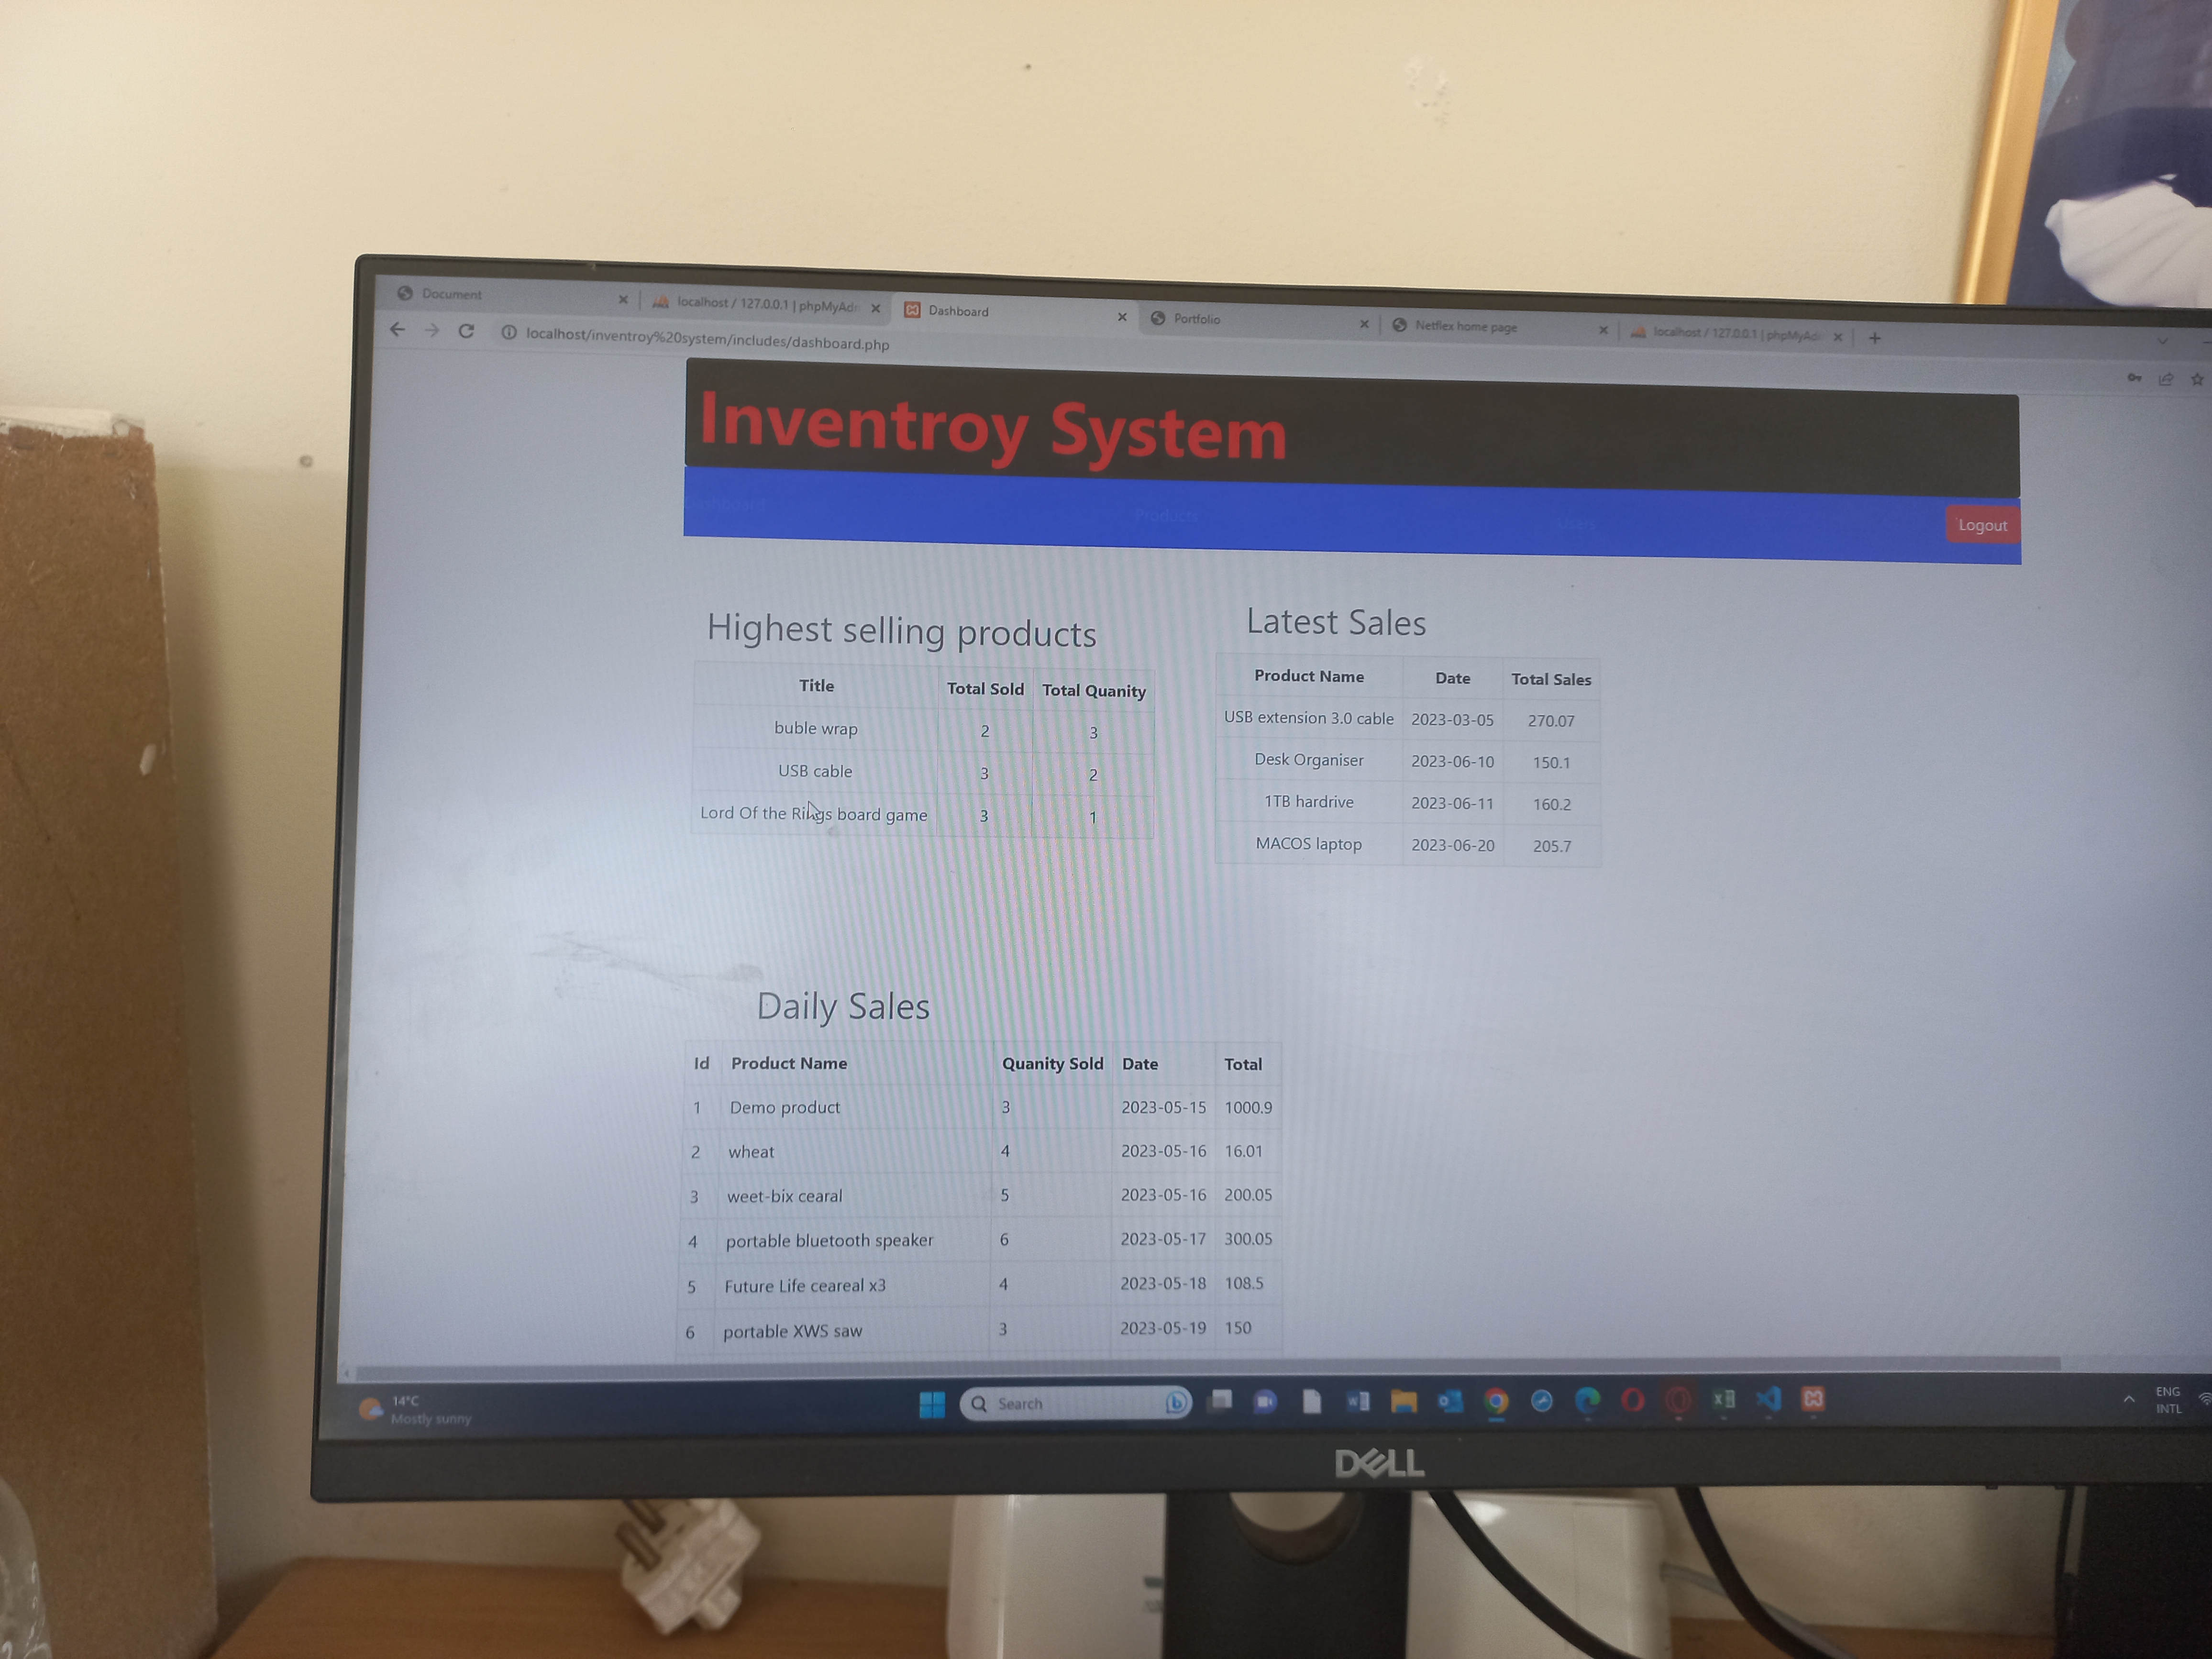 Document
localhost / 127.0.0.1 | phpMyAd
Dashboard
Portfolio
Netflex home page
localhost / 127.0.0.1 | phpMyAd
localhost/inventroy%20system/includes/dashboard.php
Inventroy System
Dashboard Products Users Logout
Highest selling products
Title Total Sold Total Quanity
buble wrap 2 3
USB cable 3 2
Lord Of the Rings board game 3 1
Latest Sales
Product Name Date Total Sales
USB extension 3.0 cable 2023-03-05 270.07
Desk Organiser 2023-06-10 150.1
1TB hardrive 2023-06-11 160.2
MACOS laptop 2023-06-20 205.7
Daily Sales
Id Product Name Quanity Sold Date Total
1 Demo product 3 2023-05-15 1000.9
2 wheat 4 2023-05-16 16.01
3 weet-bix cearal 5 2023-05-16 200.05
4 portable bluetooth speaker 6 2023-05-17 300.05
5 Future Life ceareal x3 4 2023-05-18 108.5
6 portable XWS saw 3 2023-05-19 150
14°C
Mostly sunny
Search
ENG
INTL
DELL